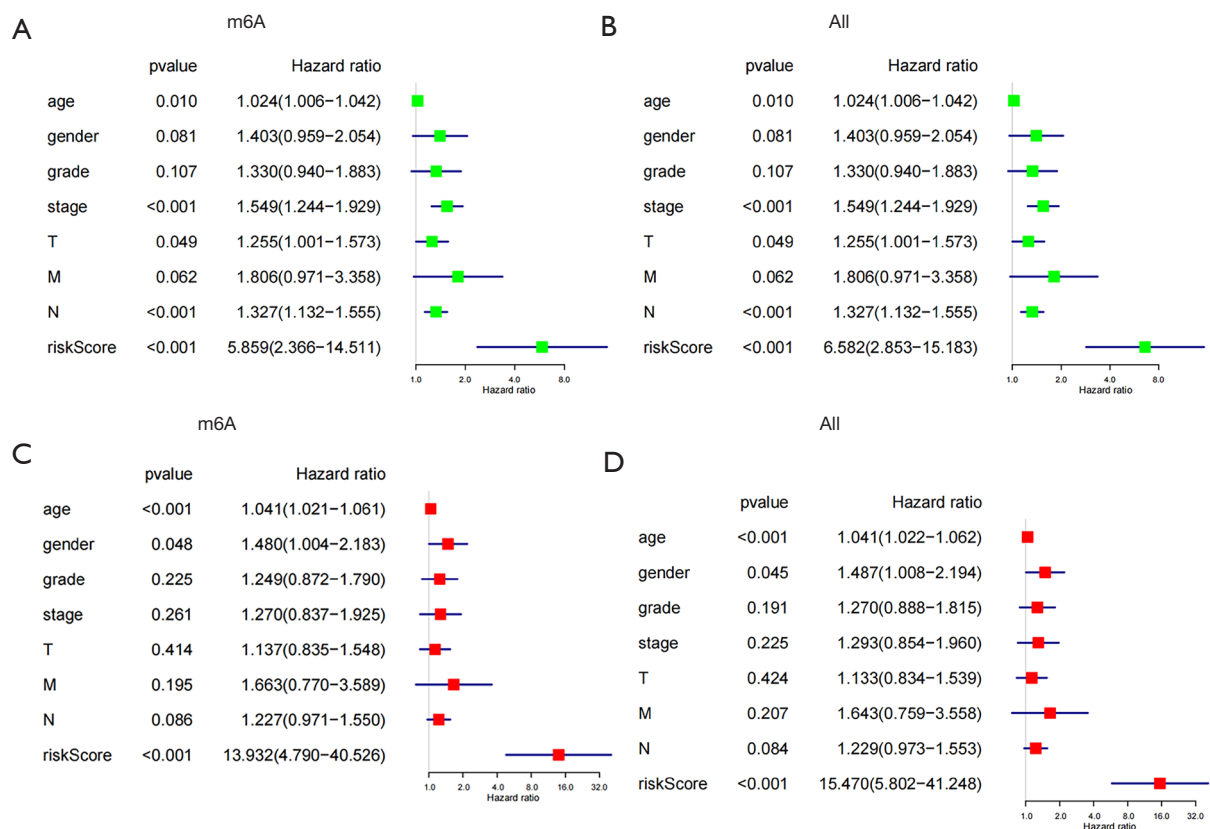 A
m6A
pvalue Hazard ratio
age 0.010 1.024(1.006−1.042)
gender 0.081 1.403(0.959−2.054)
grade 0.107 1.330(0.940−1.883)
stage <0.001 1.549(1.244−1.929)
T 0.049 1.255(1.001−1.573)
M 0.062 1.806(0.971−3.358)
N <0.001 1.327(1.132−1.555)
riskScore <0.001 5.859(2.366−14.511)
1.0 2.0 4.0 8.0
Hazard ratio
B
All
pvalue Hazard ratio
age 0.010 1.024(1.006−1.042)
gender 0.081 1.403(0.959−2.054)
grade 0.107 1.330(0.940−1.883)
stage <0.001 1.549(1.244−1.929)
T 0.049 1.255(1.001−1.573)
M 0.062 1.806(0.971−3.358)
N <0.001 1.327(1.132−1.555)
riskScore <0.001 6.582(2.853−15.183)
1.0 2.0 4.0 8.0
Hazard ratio
C
m6A
pvalue Hazard ratio
age <0.001 1.041(1.021−1.061)
gender 0.048 1.480(1.004−2.183)
grade 0.225 1.249(0.872−1.790)
stage 0.261 1.270(0.837−1.925)
T 0.414 1.137(0.835−1.548)
M 0.195 1.663(0.770−3.589)
N 0.086 1.227(0.971−1.550)
riskScore <0.001 13.932(4.790−40.526)
1.0 2.0 4.0 8.0 16.0 32.0
Hazard ratio
D
All
pvalue Hazard ratio
age <0.001 1.041(1.022−1.062)
gender 0.045 1.487(1.008−2.194)
grade 0.191 1.270(0.888−1.815)
stage 0.225 1.293(0.854−1.960)
T 0.424 1.133(0.834−1.539)
M 0.207 1.643(0.759−3.558)
N 0.084 1.229(0.973−1.553)
riskScore <0.001 15.470(5.802−41.248)
1.0 2.0 4.0 8.0 16.0 32.0
Hazard ratio